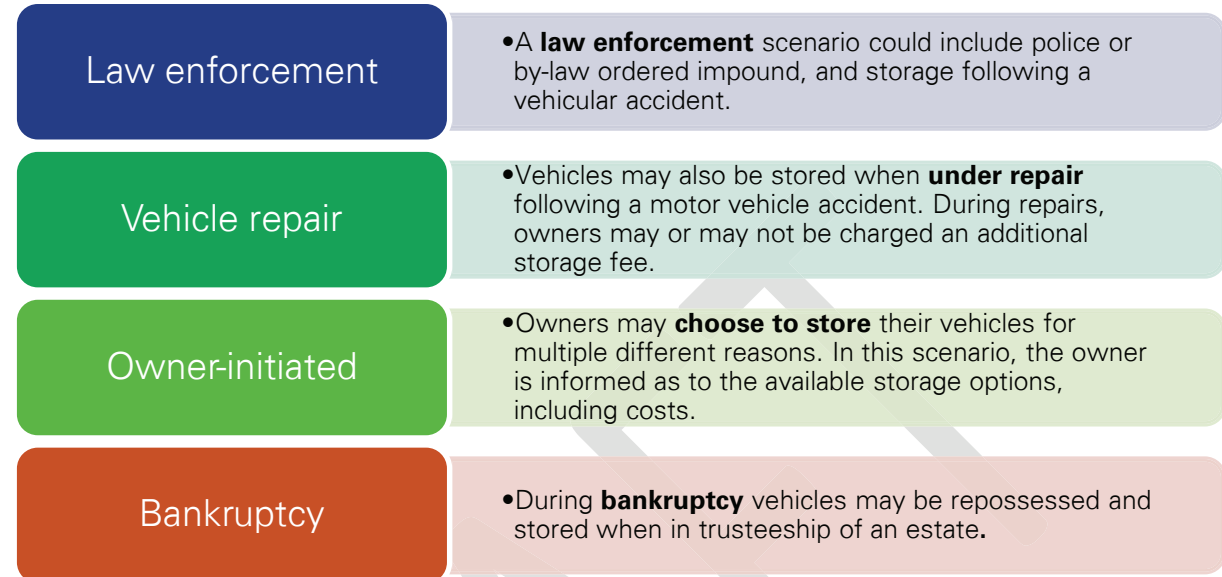 Law enforcement
•A law enforcement scenario could include police or
by-law ordered impound, and storage following a
vehicular accident.
Vehicle repair
•Vehicles may also be stored when under repair
following a motor vehicle accident. During repairs,
owners may or may not be charged an additional
storage fee.
Owner-initiated
•Owners may choose to store their vehicles for
multiple different reasons. In this scenario, the owner
is informed as to the available storage options,
including costs.
Bankruptcy
•During bankruptcy vehicles may be repossessed and
stored when in trusteeship of an estate.